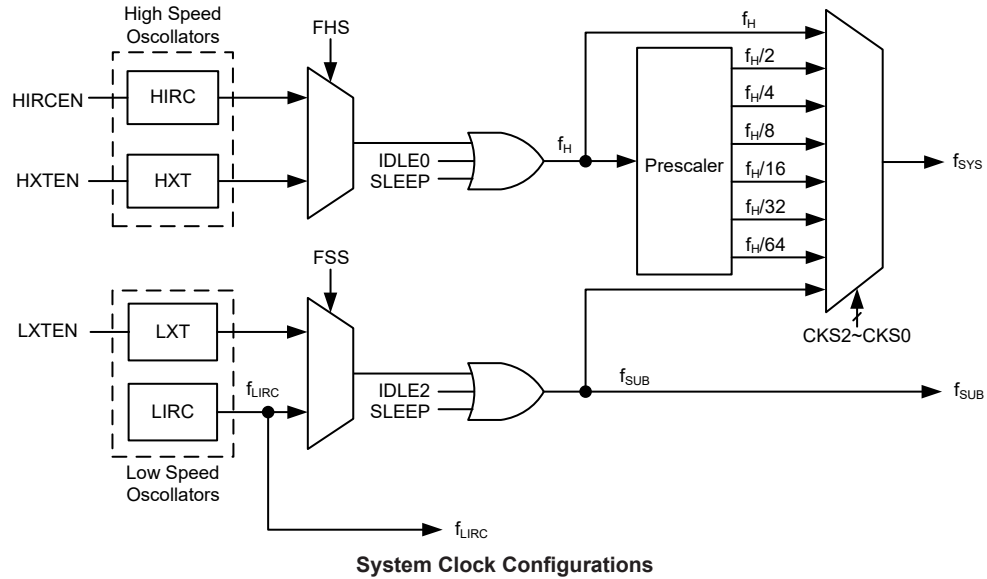 High Speed
Oscollators
FHS
HIRCEN
HIRC
HXTEN
HXT
IDLE0
SLEEP
fH
fH
Prescaler
fH/2
fH/4
fH/8
fH/16
fH/32
fH/64
fSYS
CKS2~CKS0
FSS
LXTEN
LXT
LIRC
fLIRC
IDLE2
SLEEP
fSUB
fSUB
Low Speed
Oscollators
fLIRC
System Clock Configurations